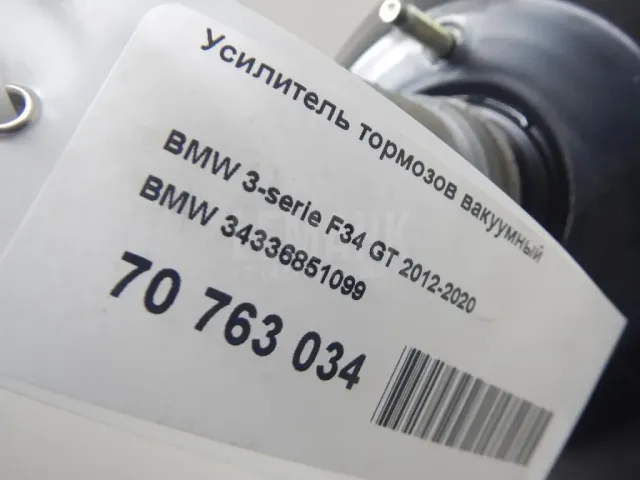 Усилитель тормозов вакуумный
BMW 3-serie F34 GT 2012-2020
BMW 34336851099
70 763 034